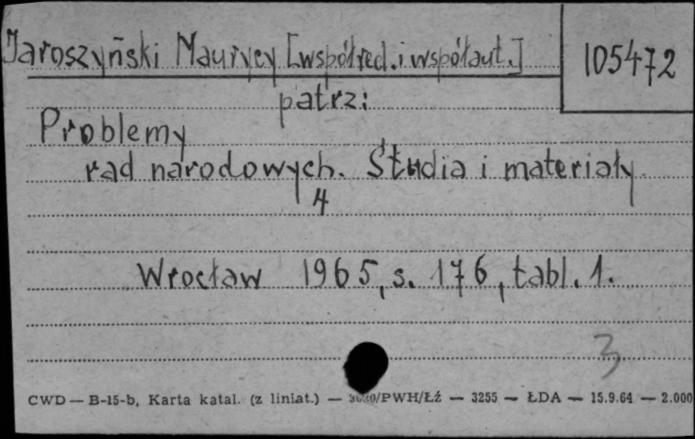 Jaroszyński Maurycy [współred. i współaut.]
105472
patrz:
Problemy
rad narodowych. Studia i materiały.
4
Wrocław 1965, s. 176, tabl. 1.
3
CWD — B-15-b, Karta katal. (z liniat.) — /PWH/Łź — 3255 — ŁDA — 15.9.64 — 2.000